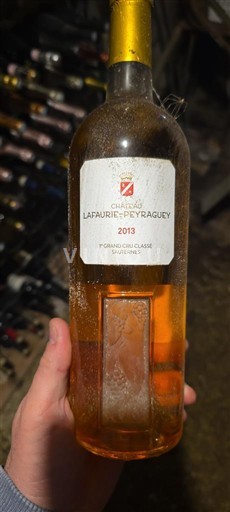 CHÂTEAU
LAFAURIE-PEYRAGUEY
2013
1ER GRAND CRU CLASSÉ
SAUTERNES